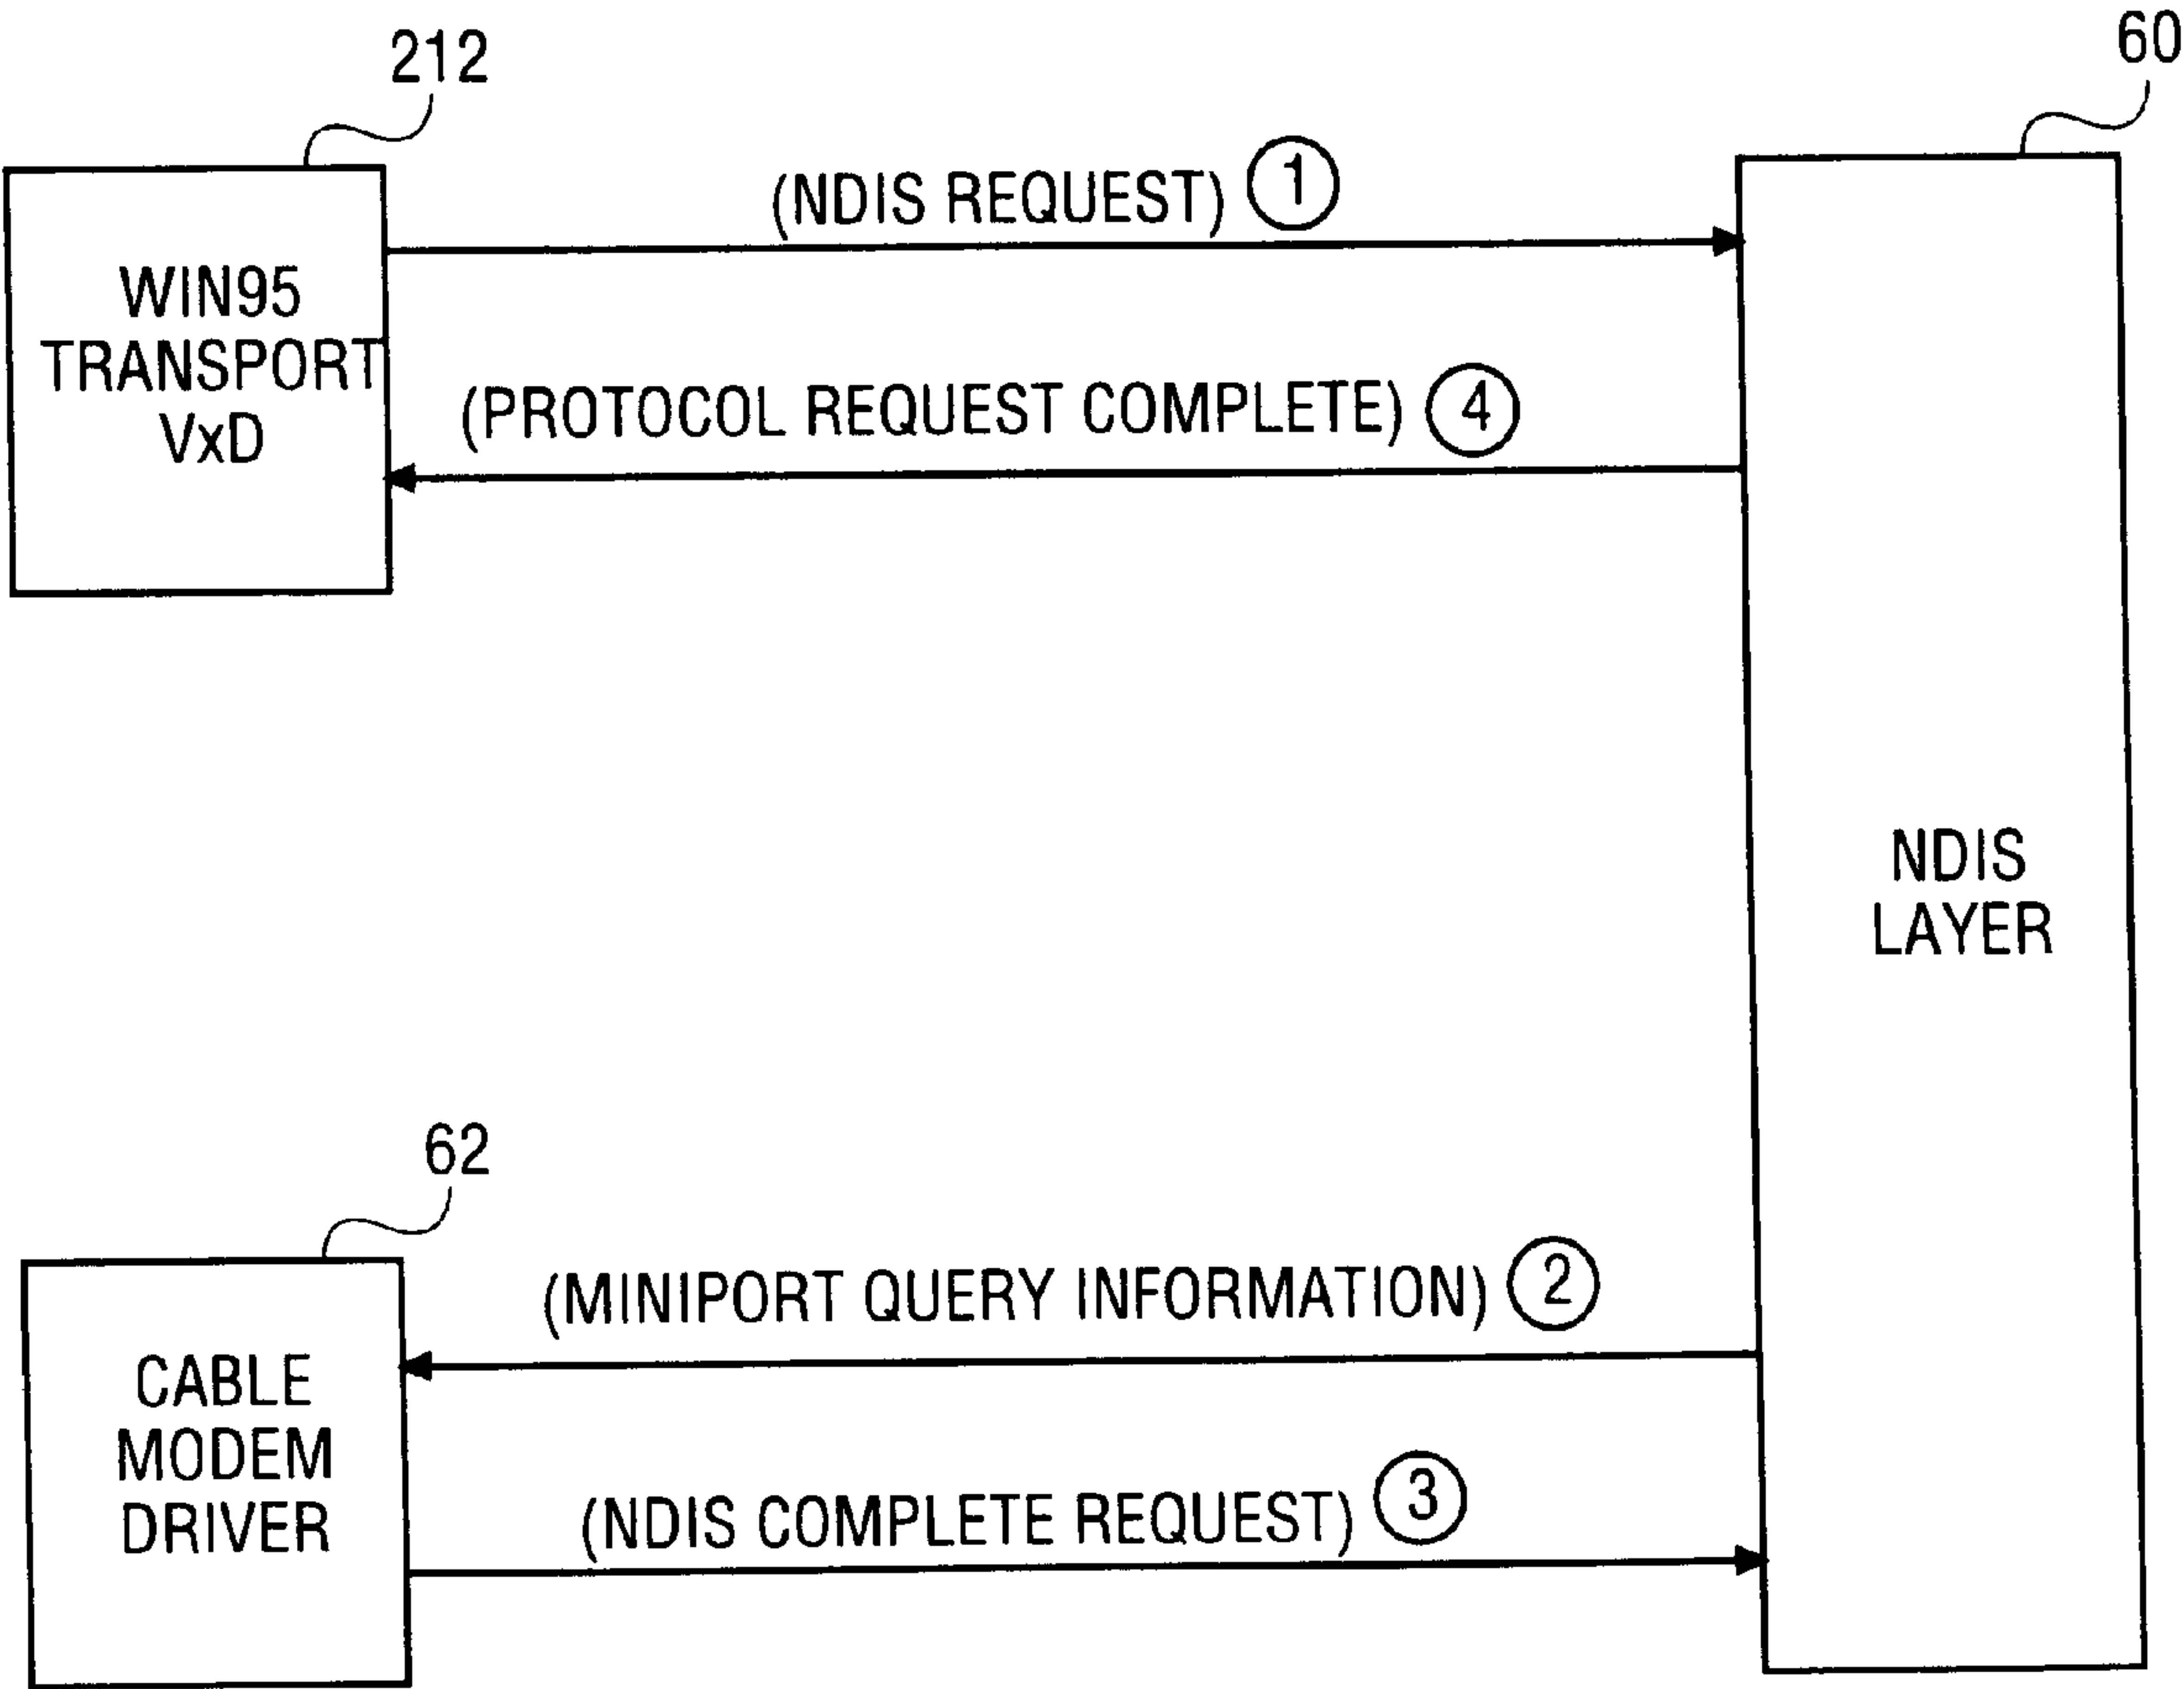 212
60
(NDIS REQUEST) 1
WIN95
TRANSPORT
VxD
(PROTOCOL REQUEST COMPLETE) 4
NDIS
LAYER
62
(MINIPORT QUERY INFORMATION) 2
CABLE
MODEM
DRIVER
(NDIS COMPLETE REQUEST) 3